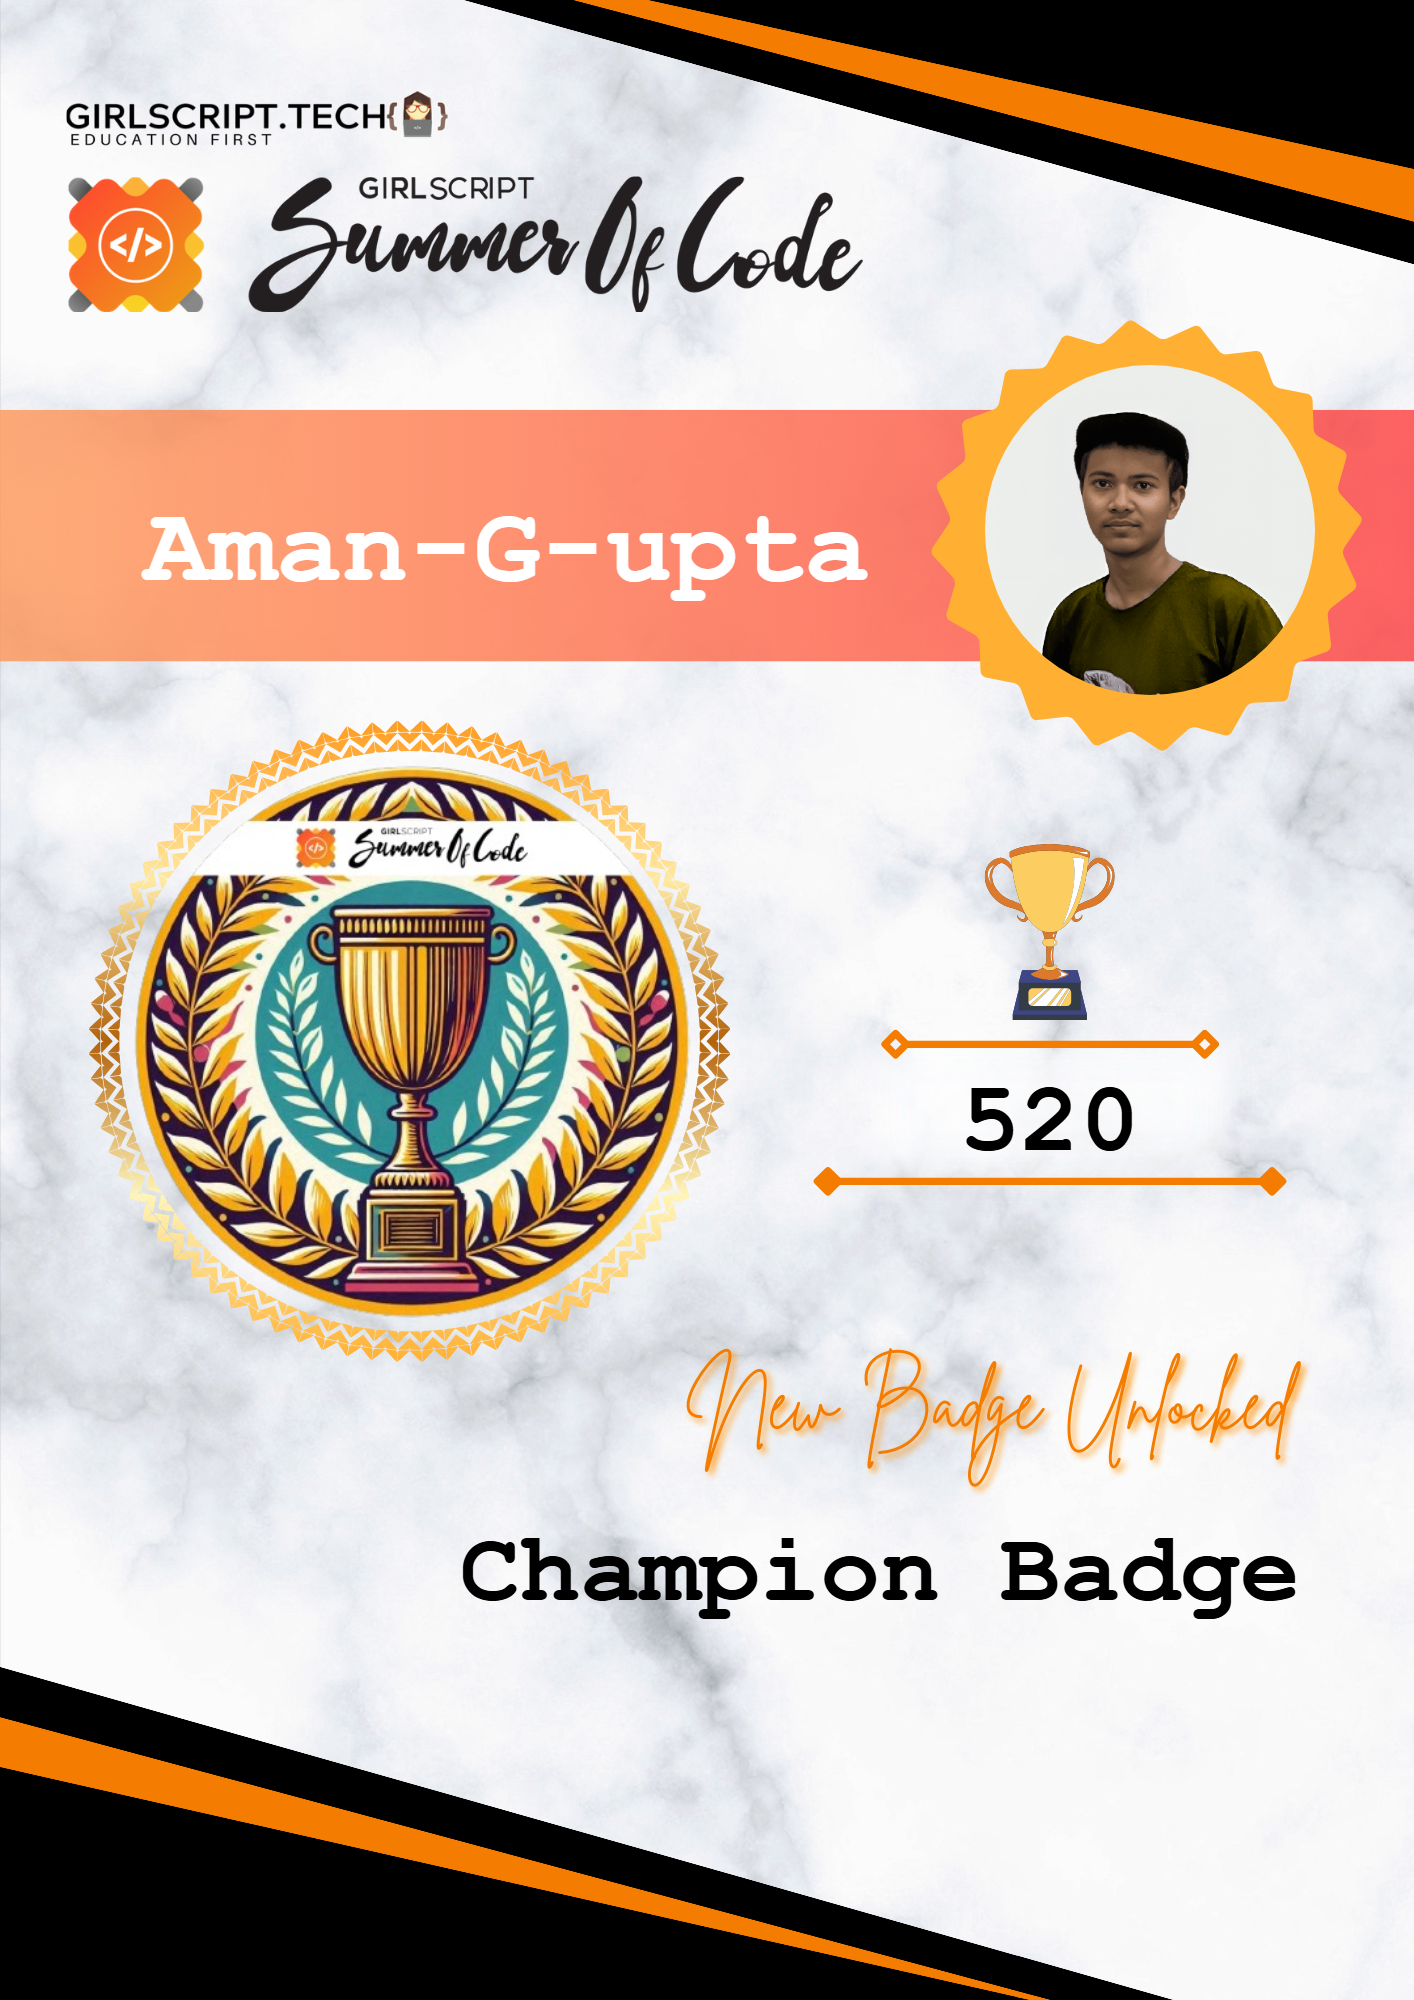 GIRLSCRIPT.TECH{ }
EDUCATION FIRST
</>
GIRLSCRIPT
Summer Of Code
Aman-G-upta
</>
GIRLSCRIPT
Summer Of Code
520
New Badge Unlocked
Champion Badge